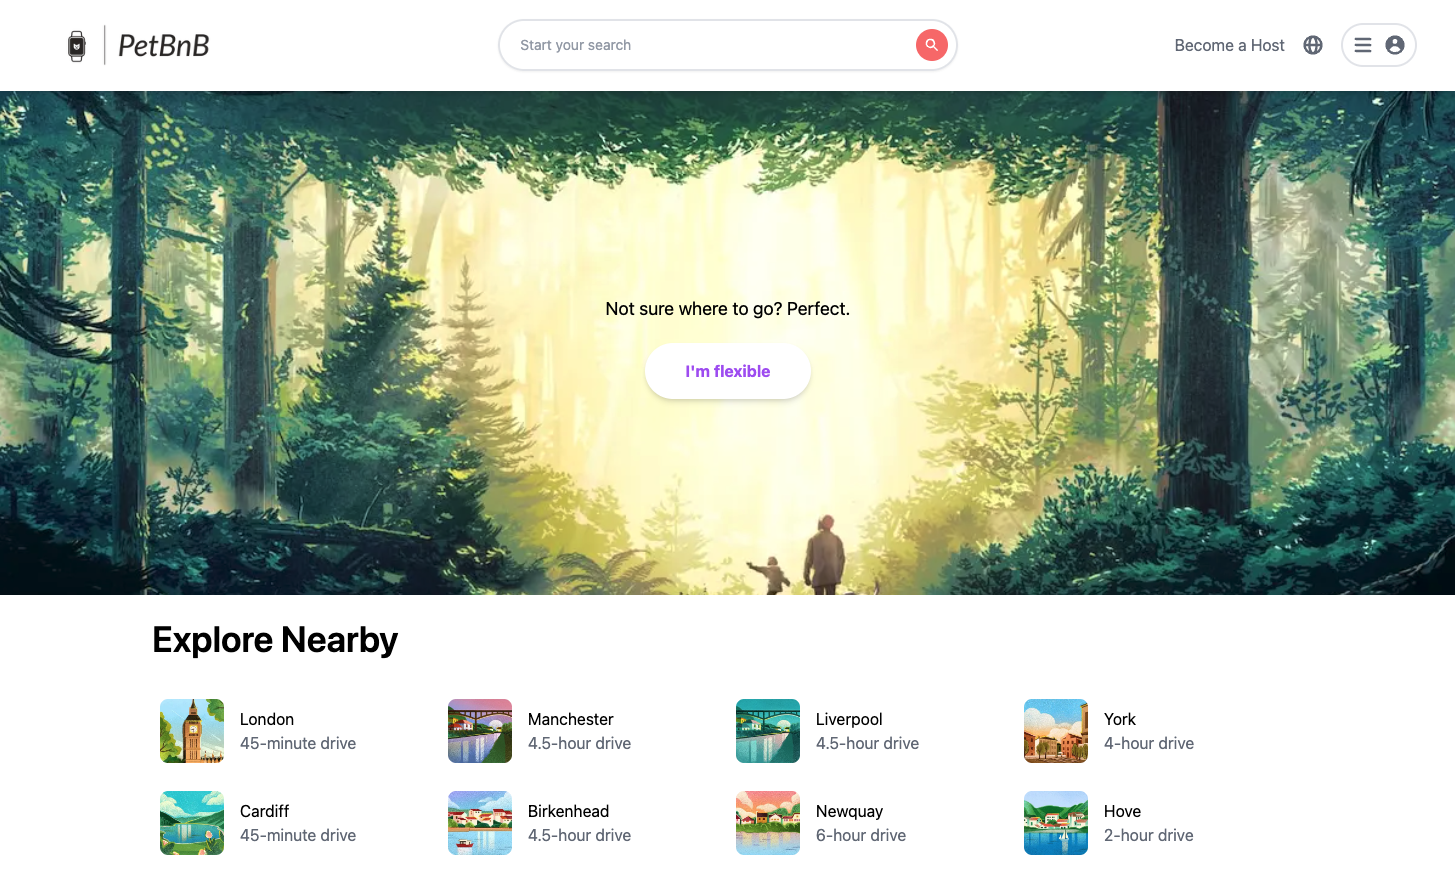 PetBnB
Start your search
Become a Host
Not sure where to go? Perfect.
I'm flexible
Explore Nearby
London
45-minute drive
Manchester
4.5-hour drive
Liverpool
4.5-hour drive
York
4-hour drive
Cardiff
45-minute drive
Birkenhead
4.5-hour drive
Newquay
6-hour drive
Hove
2-hour drive